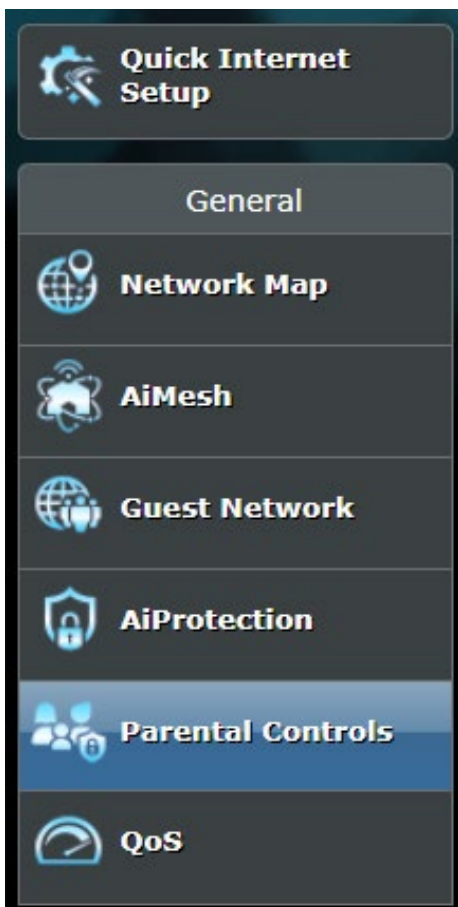 Quick Internet
Setup
General
Network Map
AiMesh
Guest Network
AiProtection
Parental Controls
QoS